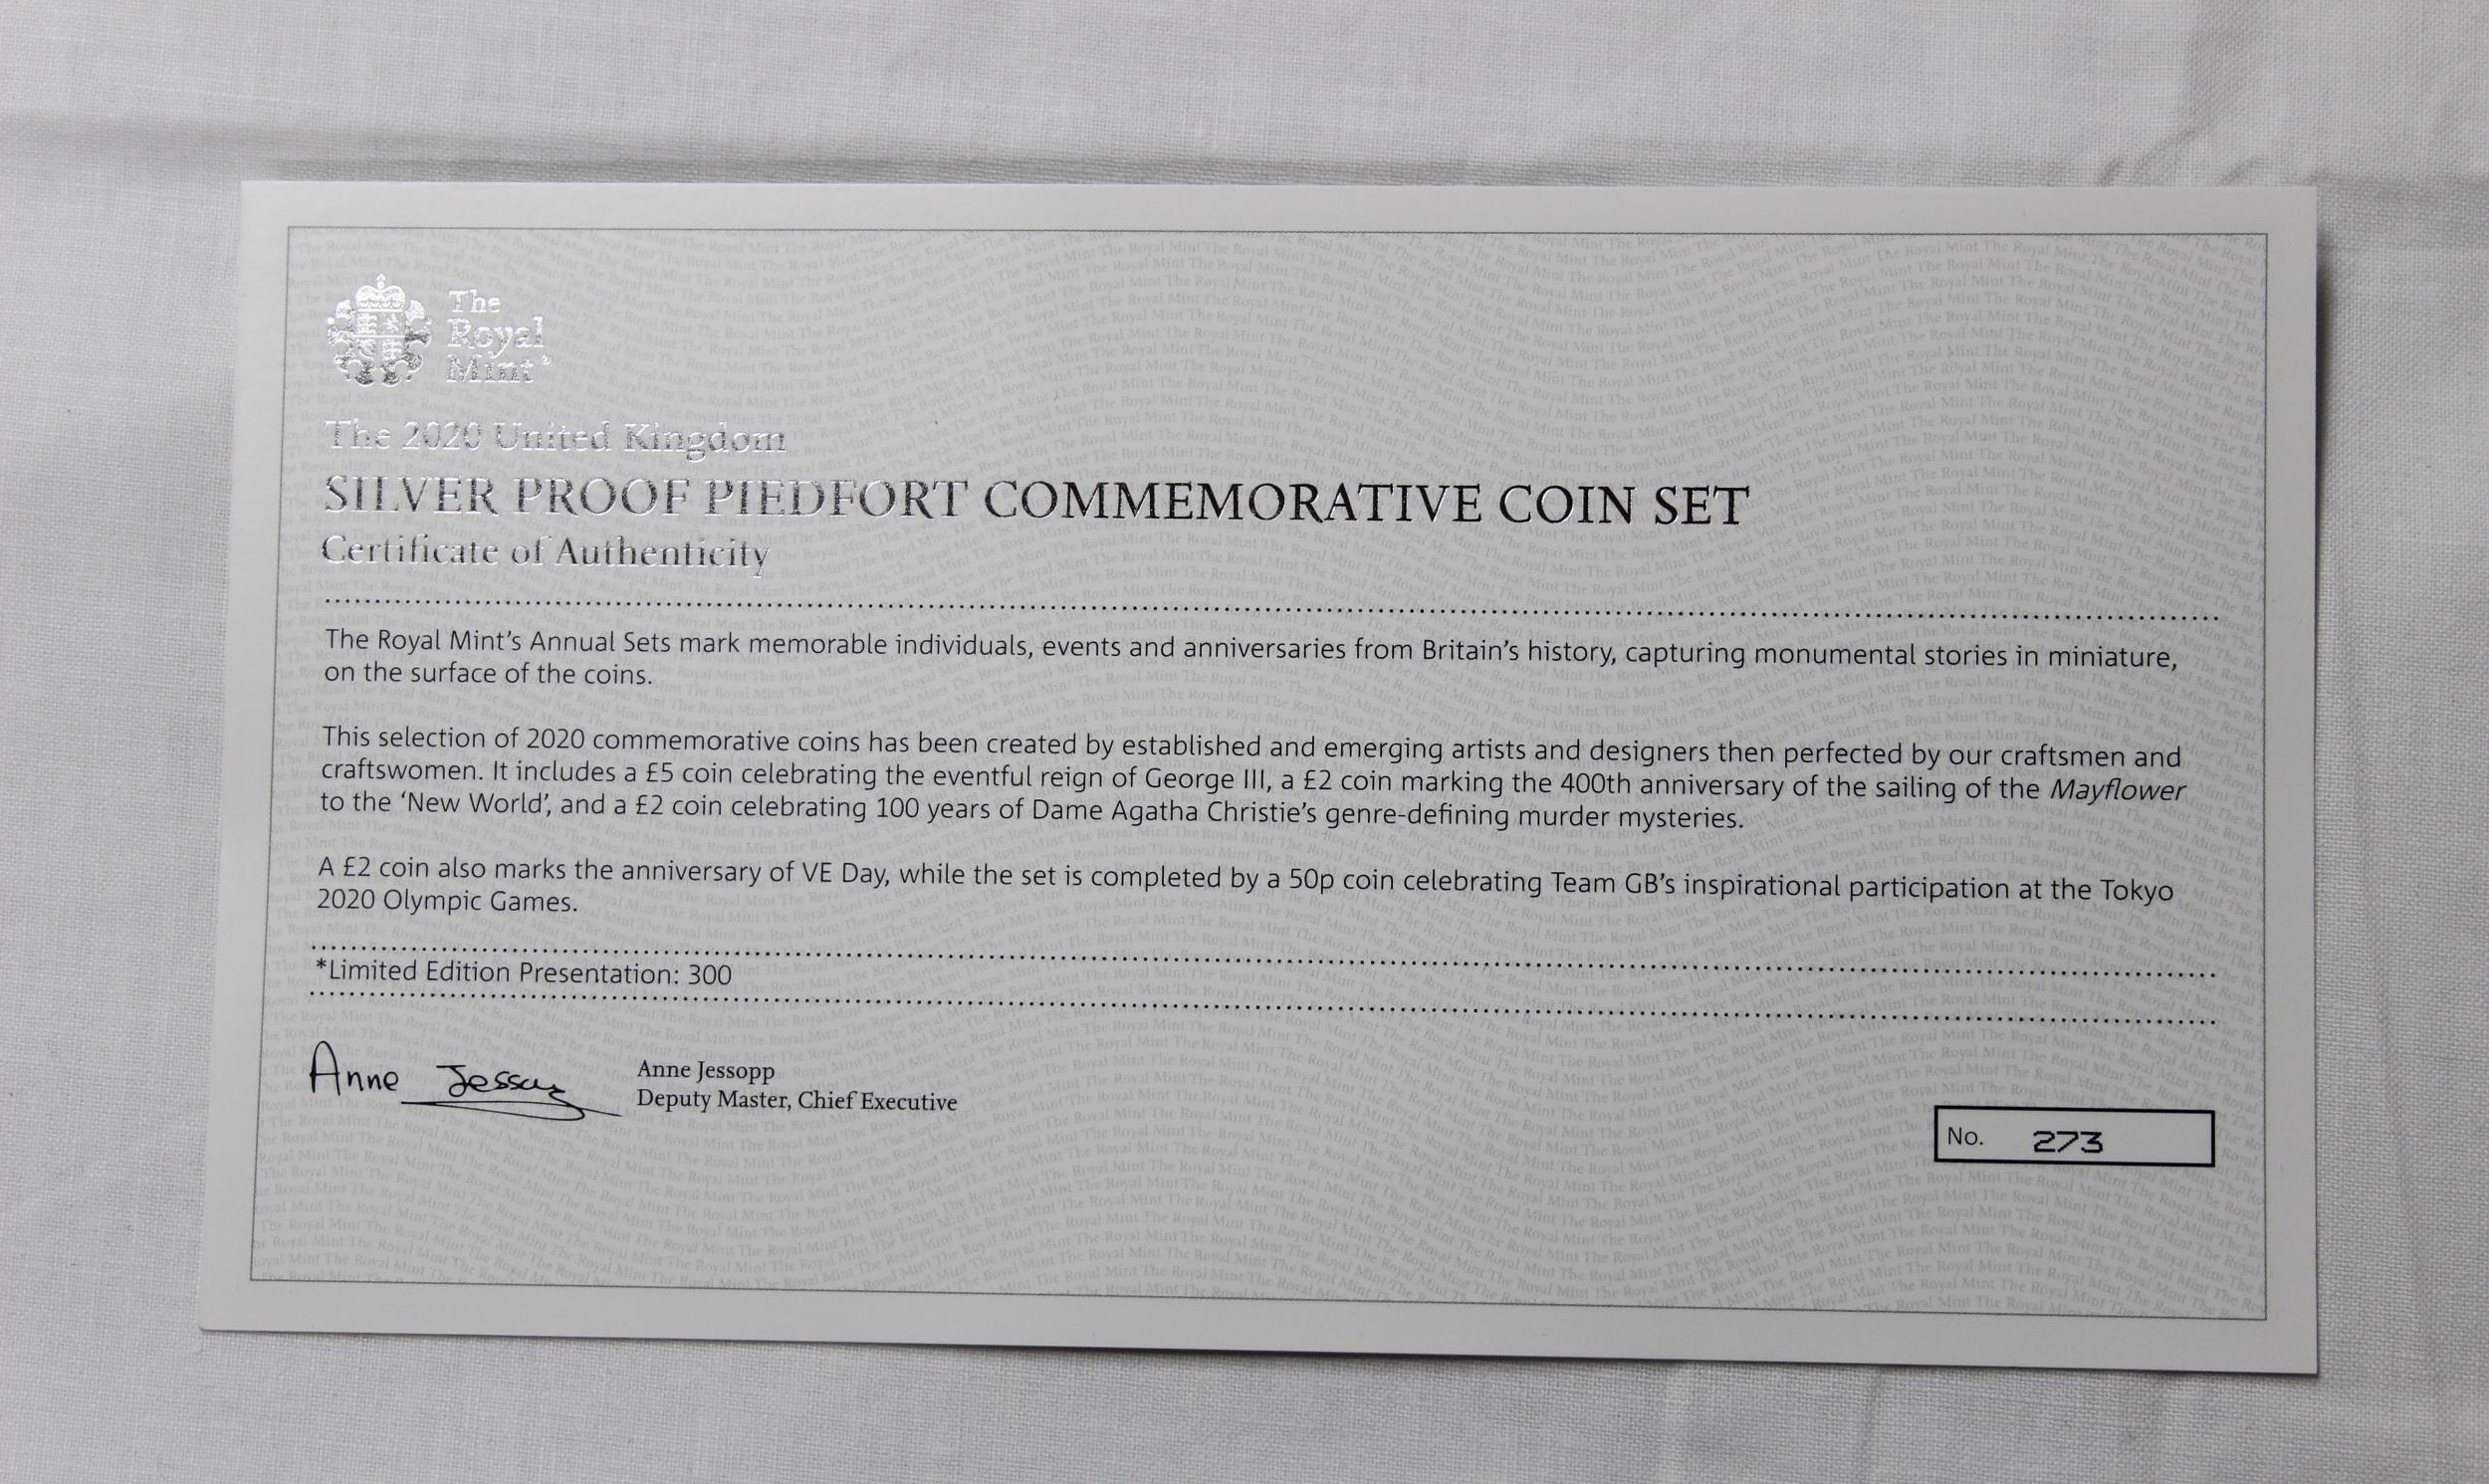 The
Royal
Mint®
The 2020 United Kingdom
SILVER PROOF PIEDFORT COMMEMORATIVE COIN SET
Certificate of Authenticity
The Royal Mint's Annual Sets mark memorable individuals, events and anniversaries from Britain's history, capturing monumental stories in miniature,
on the surface of the coins.
This selection of 2020 commemorative coins has been created by established and emerging artists and designers then perfected by our craftsmen and
craftswomen. It includes a £5 coin celebrating the eventful reign of George III, a £2 coin marking the 400th anniversary of the sailing of the Mayflower
to the ‘New World’, and a £2 coin celebrating 100 years of Dame Agatha Christie's genre-defining murder mysteries.
A £2 coin also marks the anniversary of VE Day, while the set is completed by a 50p coin celebrating Team GB's inspirational participation at the Tokyo
2020 Olympic Games.
*Limited Edition Presentation: 300
Anne Jessopp
Anne Jessopp
Deputy Master, Chief Executive
No. 273